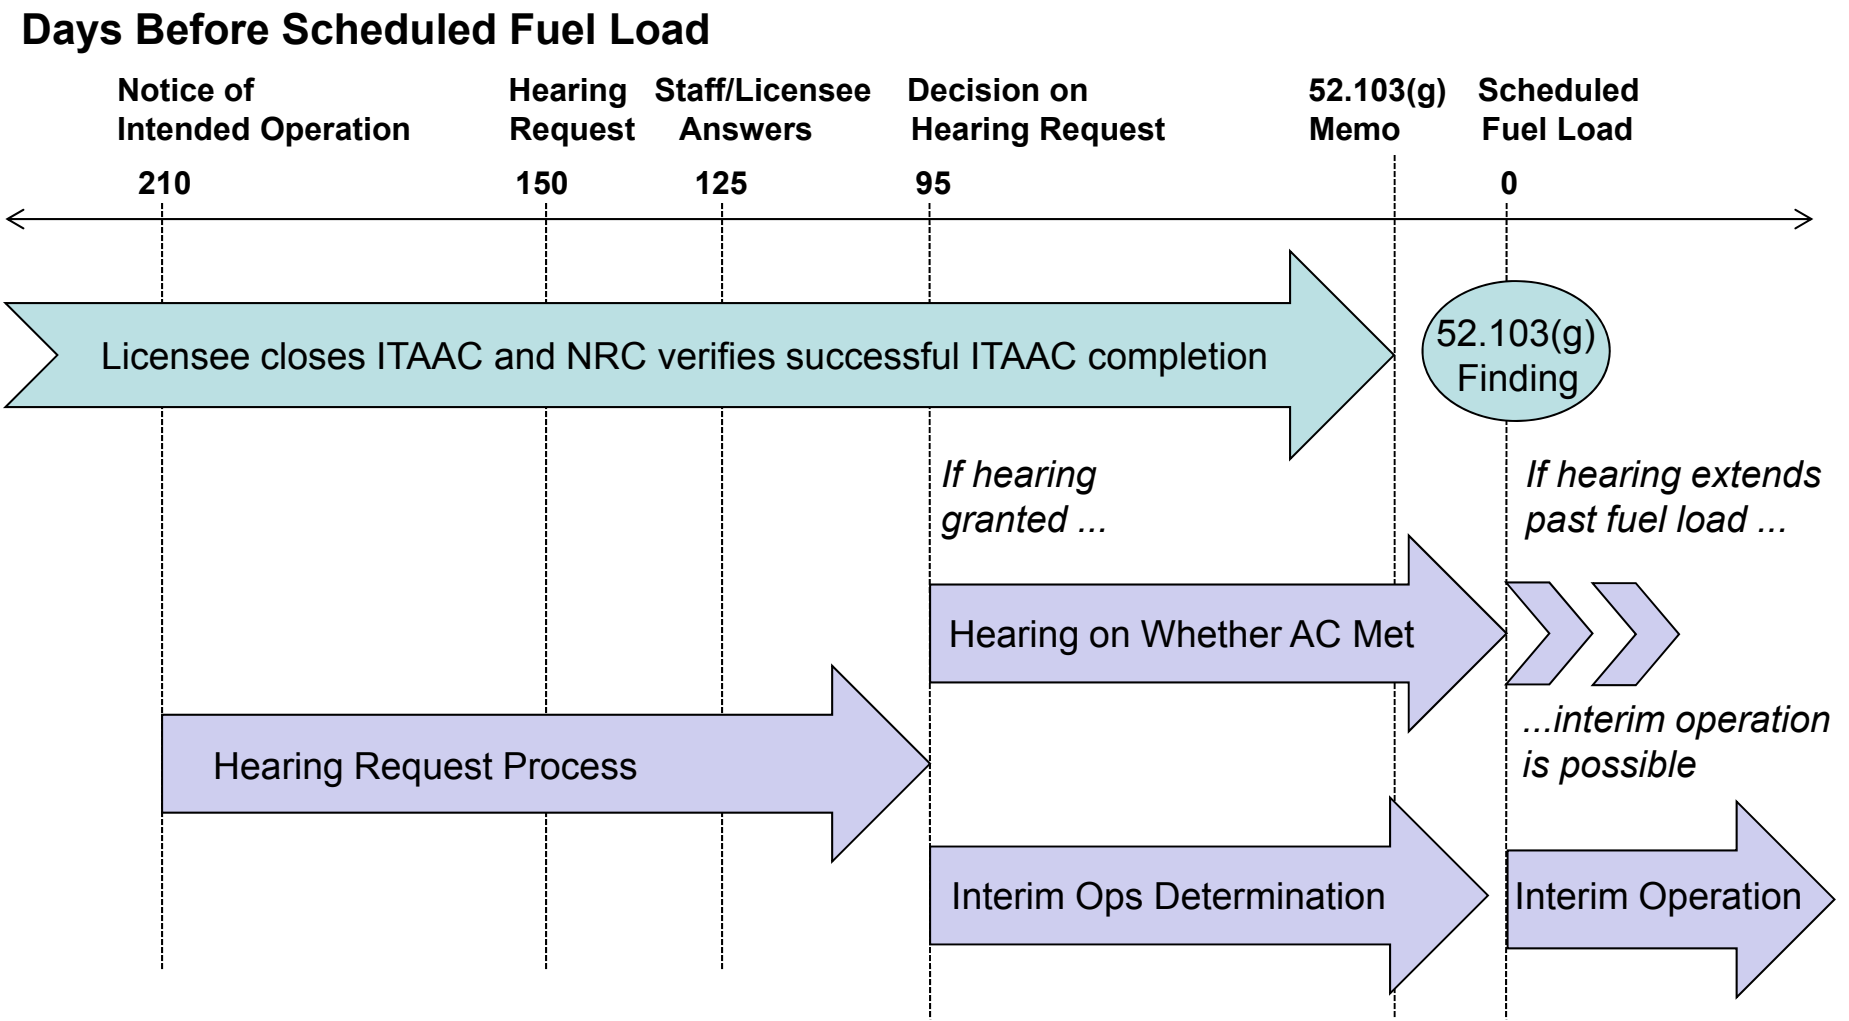 Days Before Scheduled Fuel Load
Notice of
Intended Operation
Hearing
Request
Staff/Licensee
Answers
Decision on
Hearing Request
52.103(g)
Memo
Scheduled
Fuel Load
210
150
125
95
0
Licensee closes ITAAC and NRC verifies successful ITAAC completion
52.103(g)
Finding
If hearing
granted ...
If hearing extends
past fuel load ...
Hearing on Whether AC Met
...interim operation
is possible
Hearing Request Process
Interim Ops Determination
Interim Operation